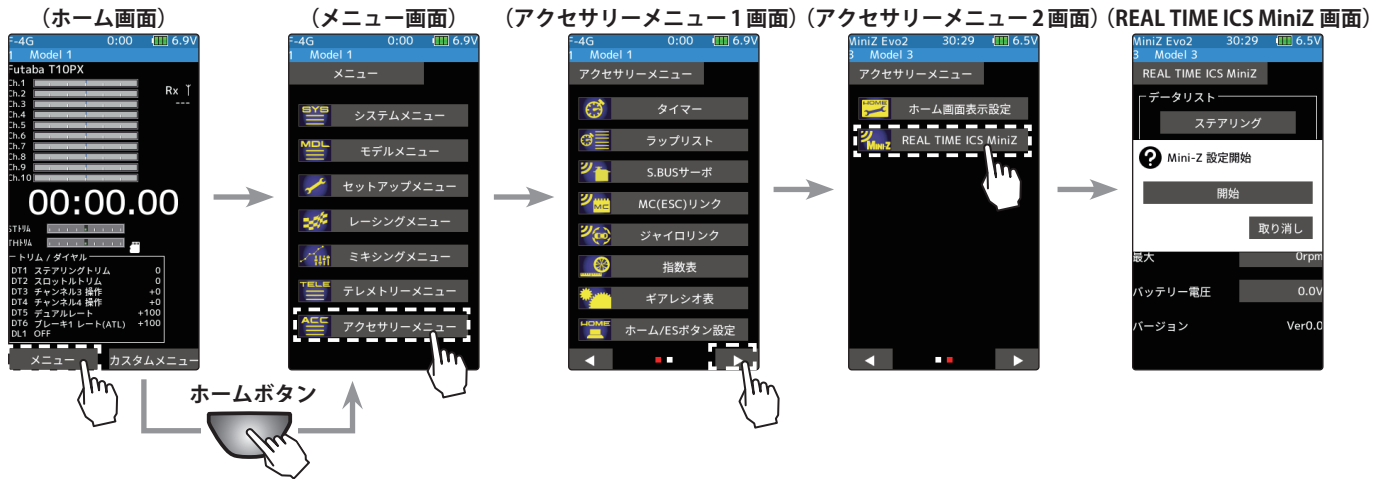 (ホーム画面)
F-4G 0:00 6.9V
1 Model 1
Futaba T10PX
Ch.1
Ch.2
Ch.3
Ch.4
Ch.5
Ch.6
Ch.7
Ch.8
Ch.9
Ch.10
Rx
---
00:00.00
STトリム
THトリム
トリム / ダイヤル
DT1 ステアリングトリム 0
DT2 スロットルトリム 0
DT3 チャンネル3 操作 +0
DT4 チャンネル4 操作 +0
DT5 デュアルレート +100
DT6 ブレーキ1 レート(ATL) +100
DL1 OFF
メニュー カスタムメニュー
ホームボタン
(メニュー画面)
F-4G 0:00 6.9V
1 Model 1
メニュー
SYS システムメニュー
MDL モデルメニュー
セットアップメニュー
レーシングメニュー
ミキシングメニュー
TELE テレメトリーメニュー
ACC アクセサリーメニュー
(アクセサリーメニュー 1 画面)
F-4G 0:00 6.9V
1 Model 1
アクセサリーメニュー
タイマー
ラップリスト
S.BUSサーボ
MC MC(ESC)リンク
ジャイロリンク
指数表
ギアレシオ表
HOME ホーム/ESボタン設定
(アクセサリーメニュー 2 画面)
MiniZ Evo2 30:29 6.5V
3 Model 3
アクセサリーメニュー
HOME ホーム画面表示設定
MINI-Z REAL TIME ICS MiniZ
(REAL TIME ICS MiniZ 画面)
MiniZ Evo2 30:29 6.5V
3 Model 3
REAL TIME ICS MiniZ
データリスト
ステアリング
? Mini-Z 設定開始
開始
取り消し
最大 0rpm
バッテリー電圧 0.0V
バージョン Ver0.0